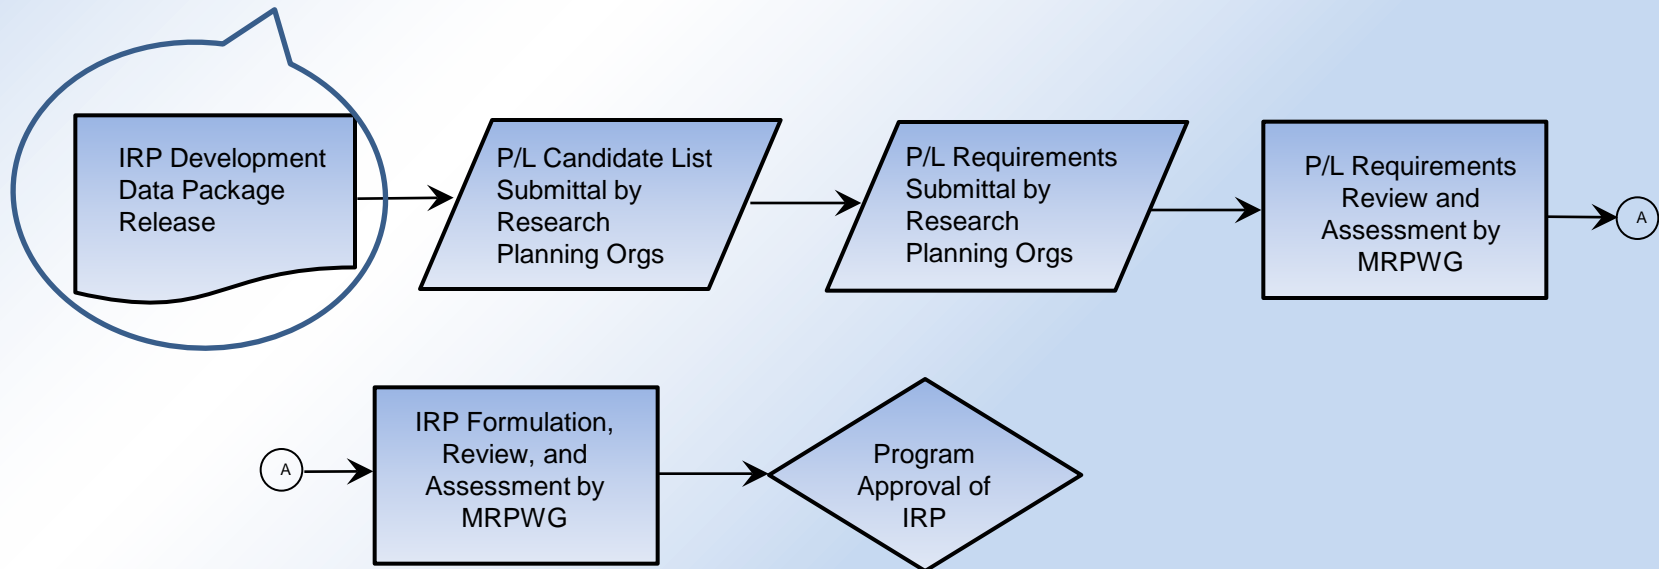 IRP Development
Data Package
Release
P/L Candidate List
Submittal by
Research
Planning Orgs
P/L Requirements
Submittal by
Research
Planning Orgs
P/L Requirements
Review and
Assessment by
MRPWG
A
A
IRP Formulation,
Review, and
Assessment by
MRPWG
Program
Approval of
IRP